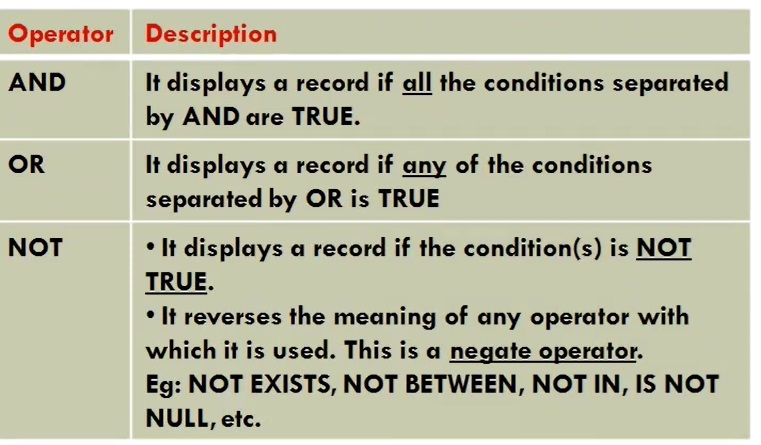 Operator Description
AND It displays a record if all the conditions separated
by AND are TRUE.
OR It displays a record if any of the conditions
separated by OR is TRUE
NOT • It displays a record if the condition(s) is NOT
TRUE.
• It reverses the meaning of any operator with
which it is used. This is a negate operator.
Eg: NOT EXISTS, NOT BETWEEN, NOT IN, IS NOT
NULL, etc.